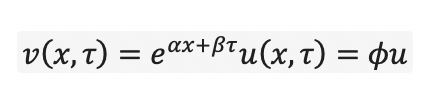 v(x, τ) = e^{αx+βτ}u(x, τ) = ϕu